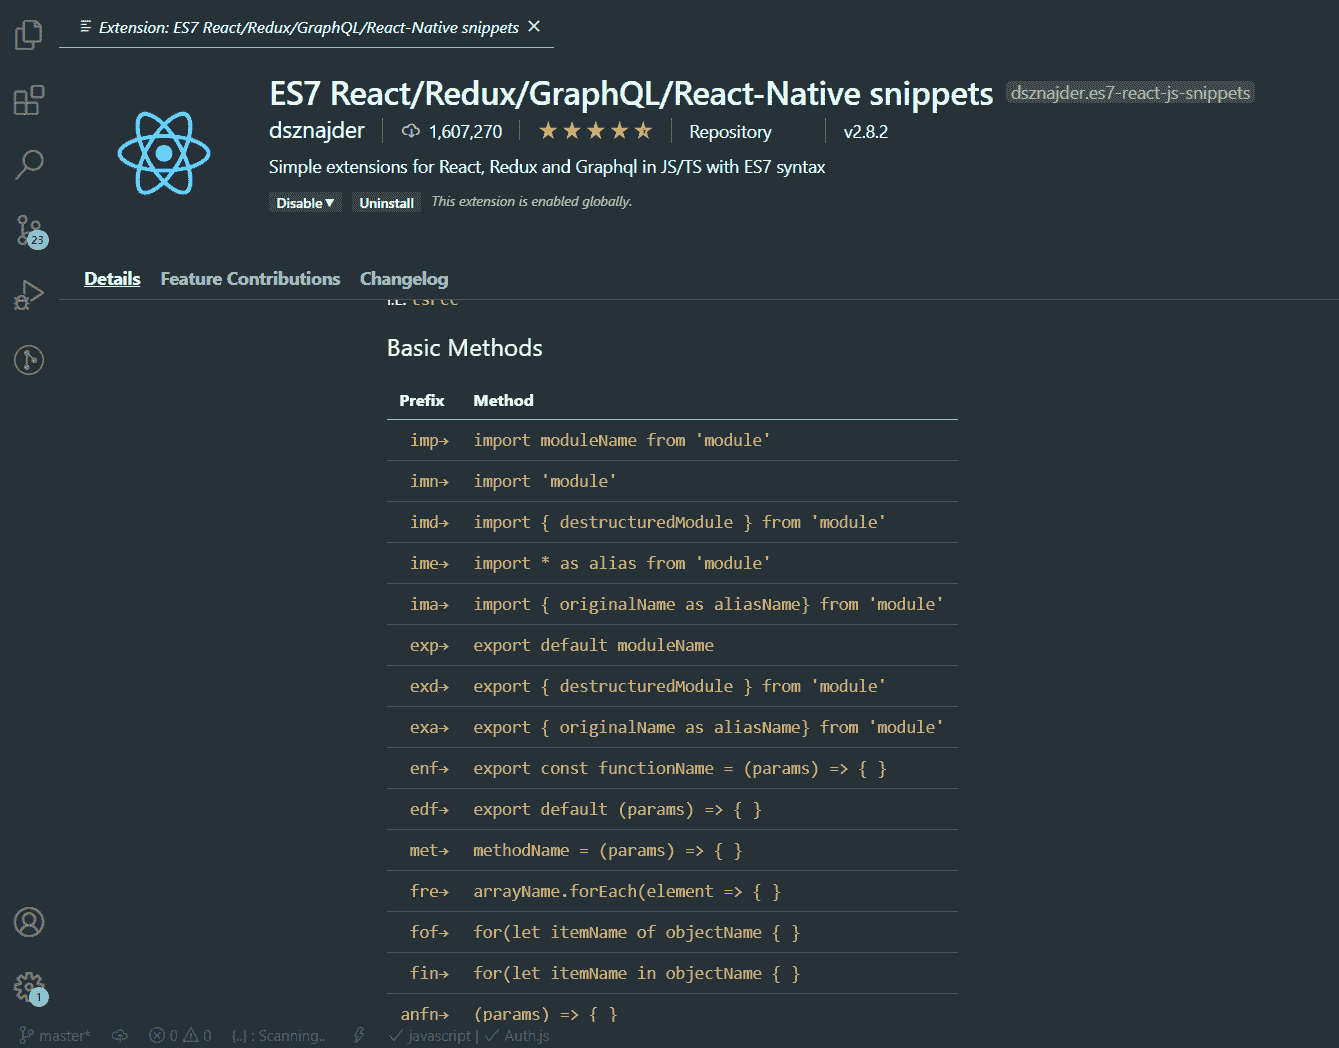 Extension: ES7 React/Redux/GraphQL/React-Native snippets
ES7 React/Redux/GraphQL/React-Native snippets dsznajder.es7-react-js-snippets
dsznajder 1,607,270 Repository v2.8.2
Simple extensions for React, Redux and Graphql in JS/TS with ES7 syntax
Disable▼ Uninstall This extension is enabled globally.
23
Details Feature Contributions Changelog
i.e. tsrcc
Basic Methods
Prefix Method
imp→ import moduleName from 'module'
imn→ import 'module'
imd→ import { destructuredModule } from 'module'
ime→ import * as alias from 'module'
ima→ import { originalName as aliasName} from 'module'
exp→ export default moduleName
exd→ export { destructuredModule } from 'module'
exa→ export { originalName as aliasName} from 'module'
enf→ export const functionName = (params) => { }
edf→ export default (params) => { }
met→ methodName = (params) => { }
fre→ arrayName.forEach(element => { }
fof→ for(let itemName of objectName { }
fin→ for(let itemName in objectName { }
anfn→ (params) => { }
1
master* 0 0 {..} : Scanning.. javascript | Auth.js